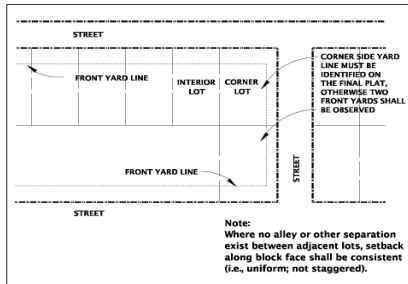 STREET
FRONT YARD LINE
INTERIOR
LOT
CORNER
LOT
CORNER SIDE YARD
LINE MUST BE
IDENTIFIED ON
THE FINAL PLAT,
OTHERWISE TWO
FRONT YARDS SHALL
BE OBSERVED
FRONT YARD LINE
STREET
STREET
Note:
Where no alley or other separation
exist between adjacent lots, setback
along block face shall be consistent
(i.e., uniform; not staggered).